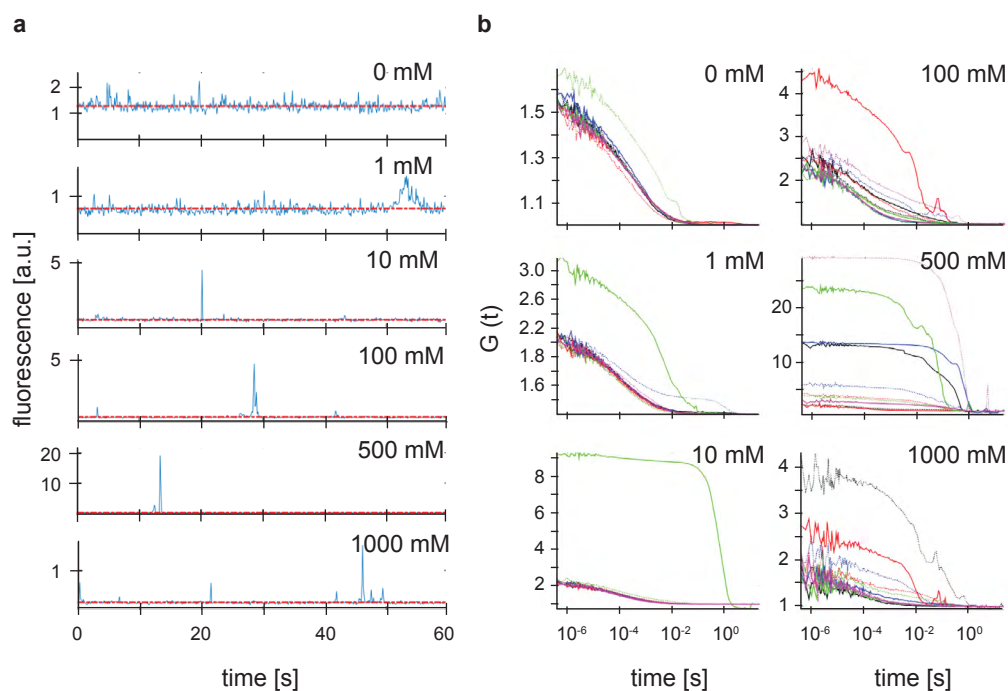 a
fluorescence [a.u.]
0 mM
2
1
1 mM
1
10 mM
5
100 mM
5
500 mM
20
10
1000 mM
1
0
20
40
60
time [s]
b
G (t)
0 mM
1.5
1.3
1.1
100 mM
4
3
2
1 mM
3.0
2.6
2.2
1.8
1.6
500 mM
20
10
10 mM
8
6
4
2
10⁻⁶
10⁻⁴
10⁻²
10⁰
time [s]
1000 mM
4
3
2
1
10⁻⁶
10⁻⁴
10⁻²
10⁰
time [s]